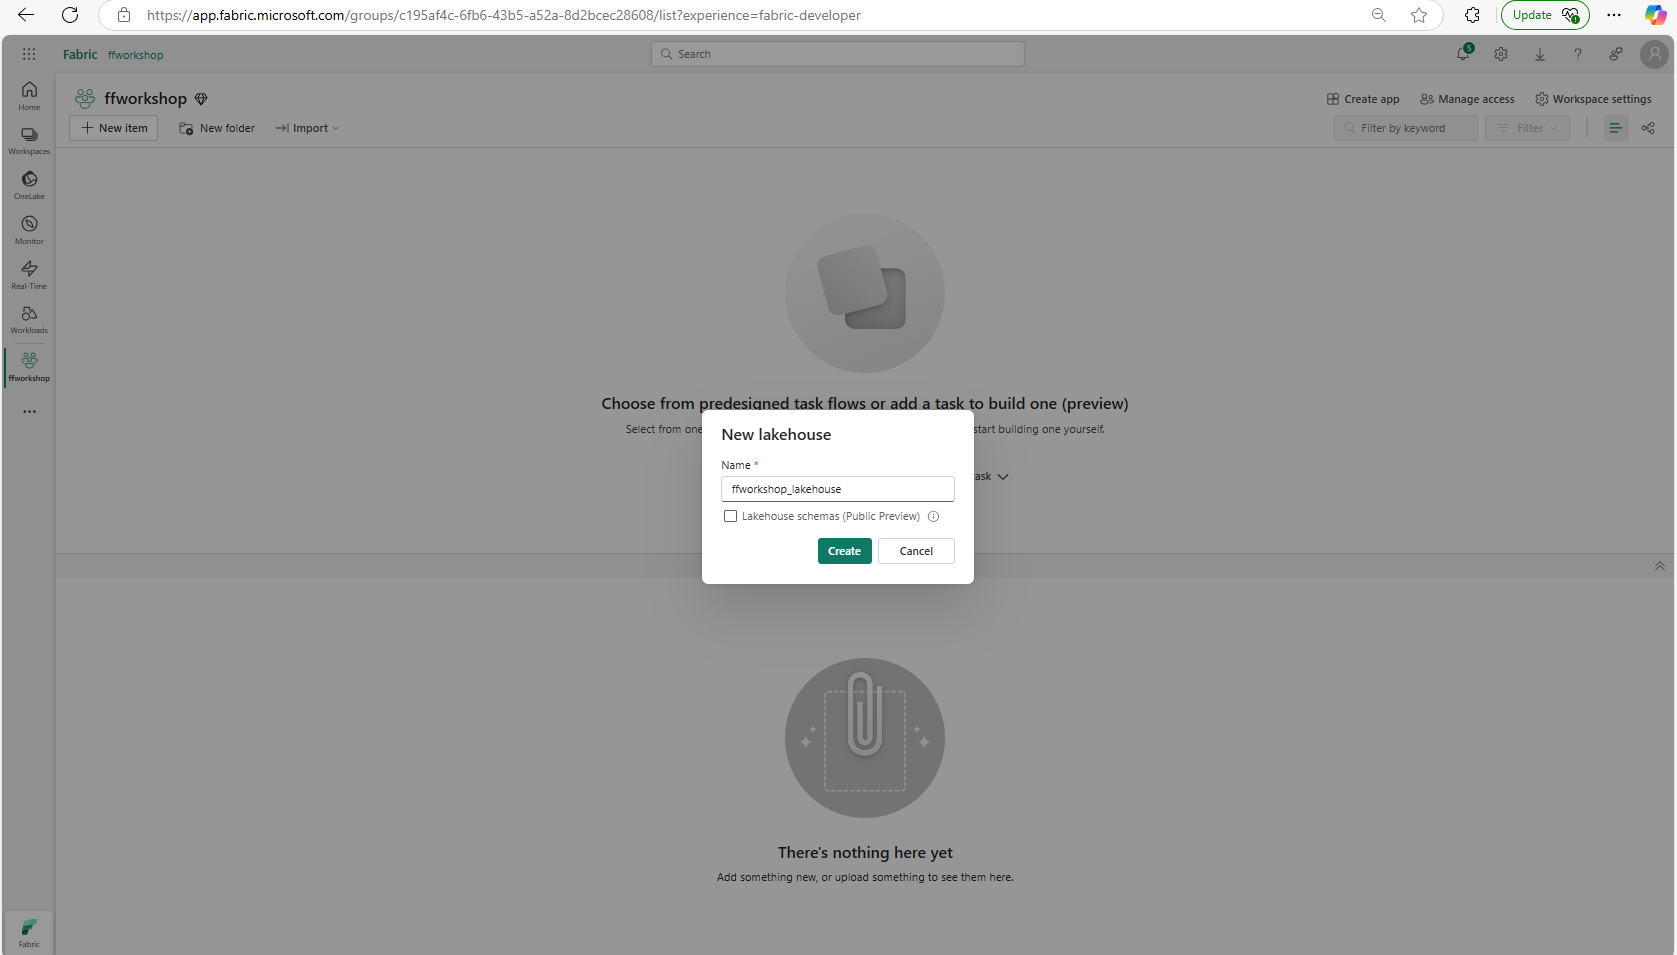 https://app.fabric.microsoft.com/groups/c195af4c-6fb6-43b5-a52a-8d2bcec28608/list?experience=fabric-developer
Update
Fabric ffworkshop
Search
5
Home
Workspaces
OneLake
Monitor
Real-Time
Workloads
ffworkshop
Fabric
ffworkshop
Create app Manage access Workspace settings
New item New folder Import
Filter by keyword Filter
Choose from predesigned task flows or add a task to build one (preview)
Select from one start building one yourself.
task
New lakehouse
Name *
ffworkshop_lakehouse
Lakehouse schemas (Public Preview)
Create Cancel
There's nothing here yet
Add something new, or upload something to see them here.